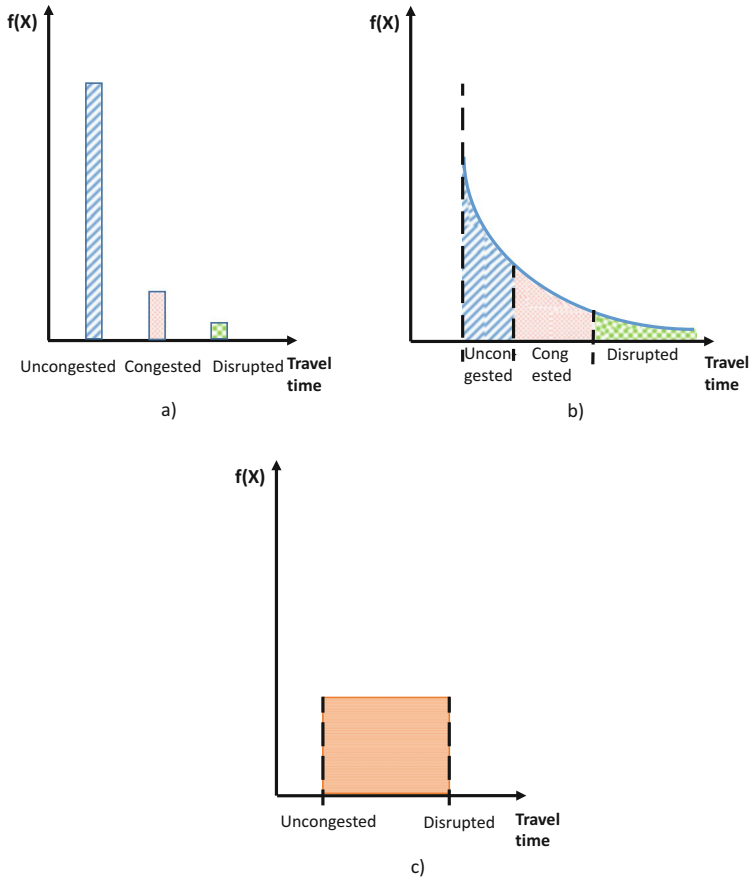 f(X)
Uncongested Congested Disrupted Travel
time
a)
f(X)
Uncon- Cong Disrupted Travel
gested ested time
b)
f(X)
Uncongested Disrupted Travel
time
c)